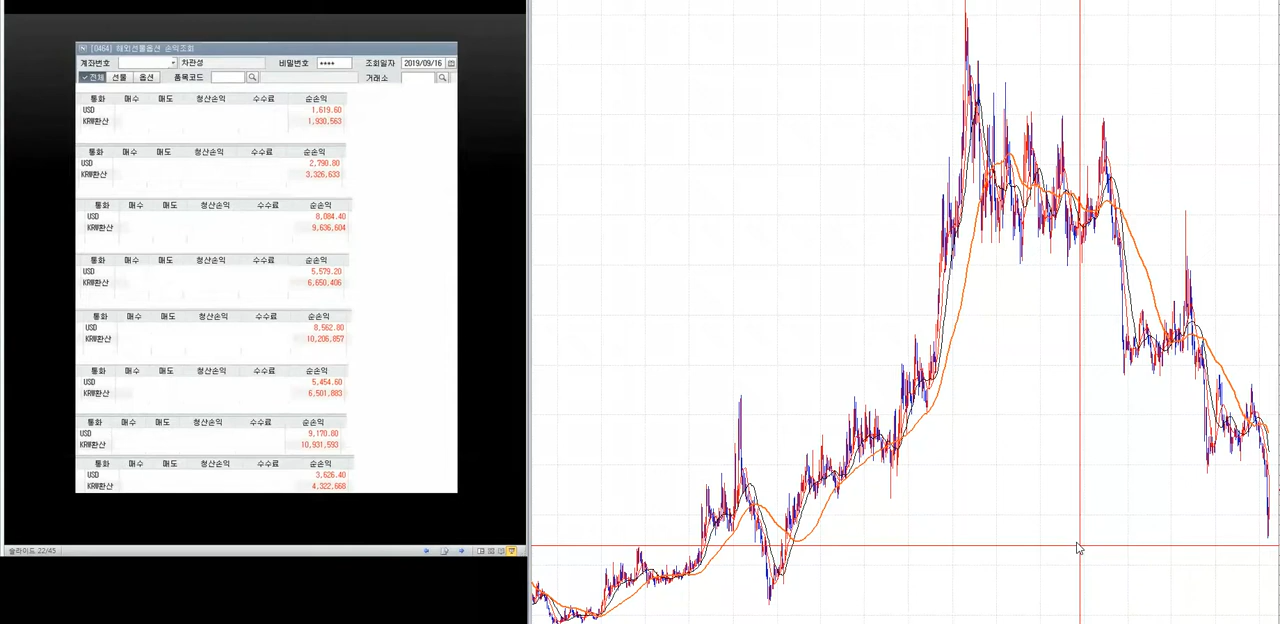 [0464] 해외선물옵션 손익조회
계좌번호 차관성 비밀번호 **** 조회일자 2019/09/16
전체 선물 옵션 품목코드 거래소
통화 매수 매도 청산손익 수수료 순손익
USD 1,619.60
KRW환산 1,930,563
통화 매수 매도 청산손익 수수료 순손익
USD 2,790.80
KRW환산 3,326,633
통화 매수 매도 청산손익 수수료 순손익
USD 8,084.40
KRW환산 9,636,604
통화 매수 매도 청산손익 수수료 순손익
USD 5,579.20
KRW환산 6,650,406
통화 매수 매도 청산손익 수수료 순손익
USD 8,562.80
KRW환산 10,206,857
통화 매수 매도 청산손익 수수료 순손익
USD 5,454.60
KRW환산 6,501,883
통화 매수 매도 청산손익 수수료 순손익
USD 9,170.80
KRW환산 10,931,593
통화 매수 매도 청산손익 수수료 순손익
USD 3,626.40
KRW환산 4,322,668
슬라이드 22/45